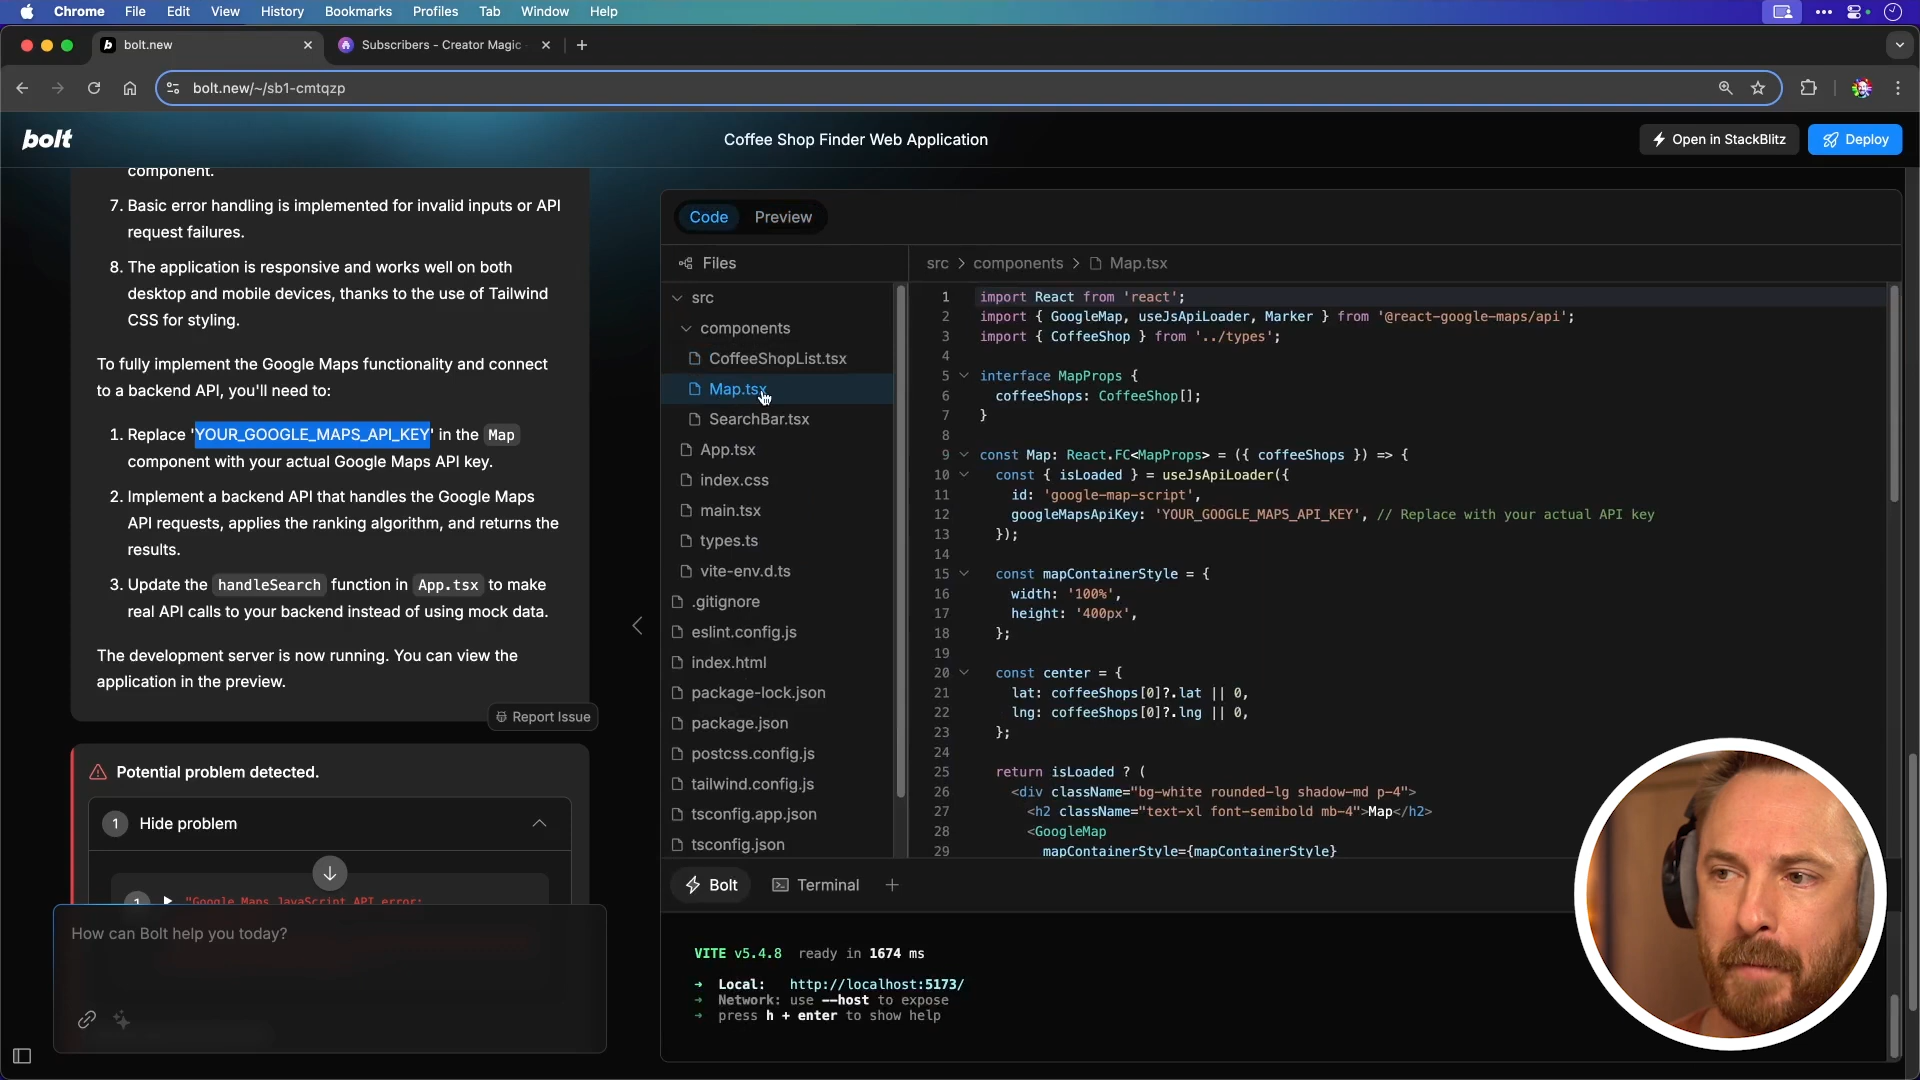 Chrome File Edit View History Bookmarks Profiles Tab Window Help
bolt.new
Subscribers - Creator Magic
bolt.new/~/sb1-cmtqzp
bolt
Coffee Shop Finder Web Application
Open in StackBlitz
Deploy
component.
7. Basic error handling is implemented for invalid inputs or API
request failures.
8. The application is responsive and works well on both
desktop and mobile devices, thanks to the use of Tailwind
CSS for styling.
To fully implement the Google Maps functionality and connect
to a backend API, you'll need to:
1. Replace 'YOUR_GOOGLE_MAPS_API_KEY' in the Map
component with your actual Google Maps API key.
2. Implement a backend API that handles the Google Maps
API requests, applies the ranking algorithm, and returns the
results.
3. Update the handleSearch function in App.tsx to make
real API calls to your backend instead of using mock data.
The development server is now running. You can view the
application in the preview.
Report Issue
Potential problem detected.
1 Hide problem
1 "Google Maps JavaScript API error:
How can Bolt help you today?
Code Preview
Files
src
components
CoffeeShopList.tsx
Map.tsx
SearchBar.tsx
App.tsx
index.css
main.tsx
types.ts
vite-env.d.ts
.gitignore
eslint.config.js
index.html
package-lock.json
package.json
postcss.config.js
tailwind.config.js
tsconfig.app.json
tsconfig.json
src > components > Map.tsx
1 import React from 'react';
2 import { GoogleMap, useJsApiLoader, Marker } from '@react-google-maps/api';
3 import { CoffeeShop } from '../types';
4
5 interface MapProps {
6 coffeeShops: CoffeeShop[];
7 }
8
9 const Map: React.FC<MapProps> = ({ coffeeShops }) => {
10 const { isLoaded } = useJsApiLoader({
11 id: 'google-map-script',
12 googleMapsApiKey: 'YOUR_GOOGLE_MAPS_API_KEY', // Replace with your actual API key
13 });
14
15 const mapContainerStyle = {
16 width: '100%',
17 height: '400px',
18 };
19
20 const center = {
21 lat: coffeeShops[0]?.lat || 0,
22 lng: coffeeShops[0]?.lng || 0,
23 };
24
25 return isLoaded ? (
26 <div className="bg-white rounded-lg shadow-md p-4">
27 <h2 className="text-xl font-semibold mb-4">Map</h2>
28 <GoogleMap
29 mapContainerStyle={mapContainerStyle}
Bolt Terminal
VITE v5.4.8 ready in 1674 ms
➜ Local: http://localhost:5173/
➜ Network: use --host to expose
➜ press h + enter to show help